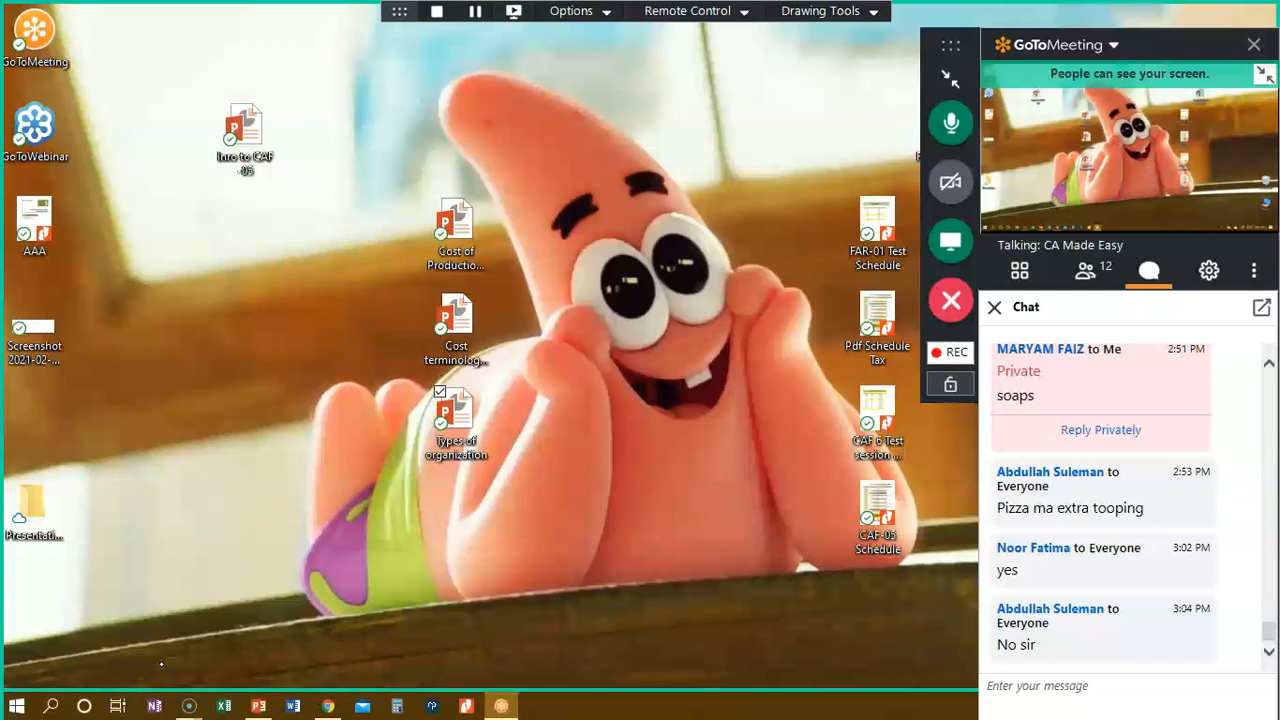 Options
Remote Control
Drawing Tools
GoToMeeting
GoToWebinar
AAA
Screenshot
2021-02-...
Presentati...
Inro to CAF
-05
Cost of
Productio...
Cost
terminolog...
Types of
organization
FAR-01 Test
Schedule
Pdf Schedule
Tax
CAF 6 Test
session ...
CAF-05
Schedule
REC
GoToMeeting
People can see your screen.
Talking: CA Made Easy
12
Chat
MARYAM FAIZ to Me 2:51 PM
Private
soaps
Reply Privately
Abdullah Suleman to 2:53 PM
Everyone
Pizza ma extra tooping
Noor Fatima to Everyone 3:02 PM
yes
Abdullah Suleman to 3:04 PM
Everyone
No sir
Enter your message